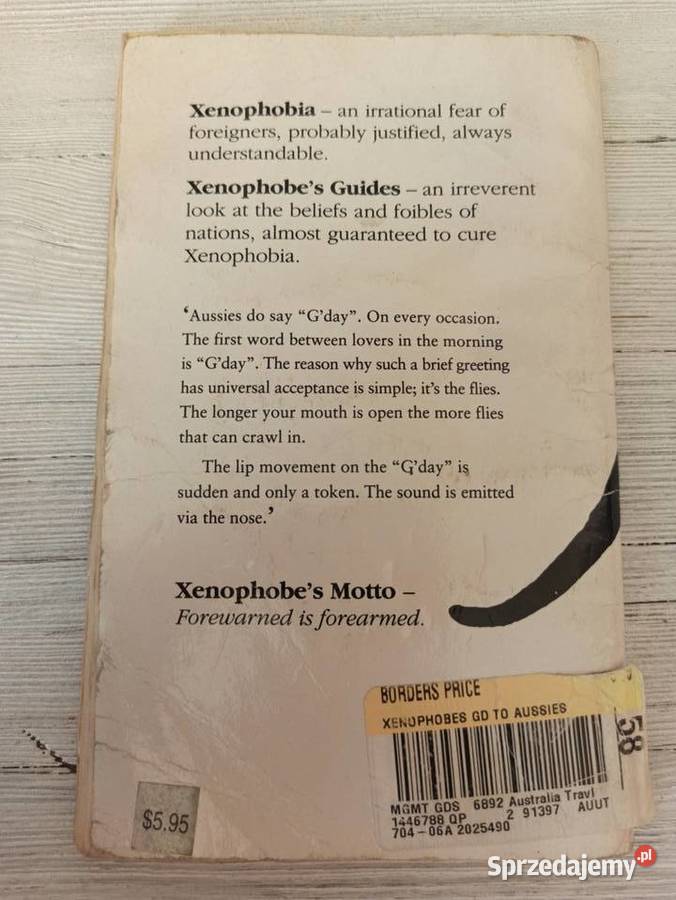 Xenophobia – an irrational fear of
foreigners, probably justified, always
understandable.
Xenophobe's Guides – an irreverent
look at the beliefs and foibles of
nations, almost guaranteed to cure
Xenophobia.
‘Aussies do say “G'day”. On every occasion.
The first word between lovers in the morning
is “G'day”. The reason why such a brief greeting
has universal acceptance is simple; it's the flies.
The longer your mouth is open the more flies
that can crawl in.
The lip movement on the “G'day” is
sudden and only a token. The sound is emitted
via the nose.’
Xenophobe's Motto –
Forewarned is forearmed.
BORDERS PRICE
XENOPHOBES GD TO AUSSIES
58
MGMT GDS 6892 Australia Travl
1446788 QP 2 91397 AUUT
704-06A 2025490
$5.95
Sprzedajemy.pl